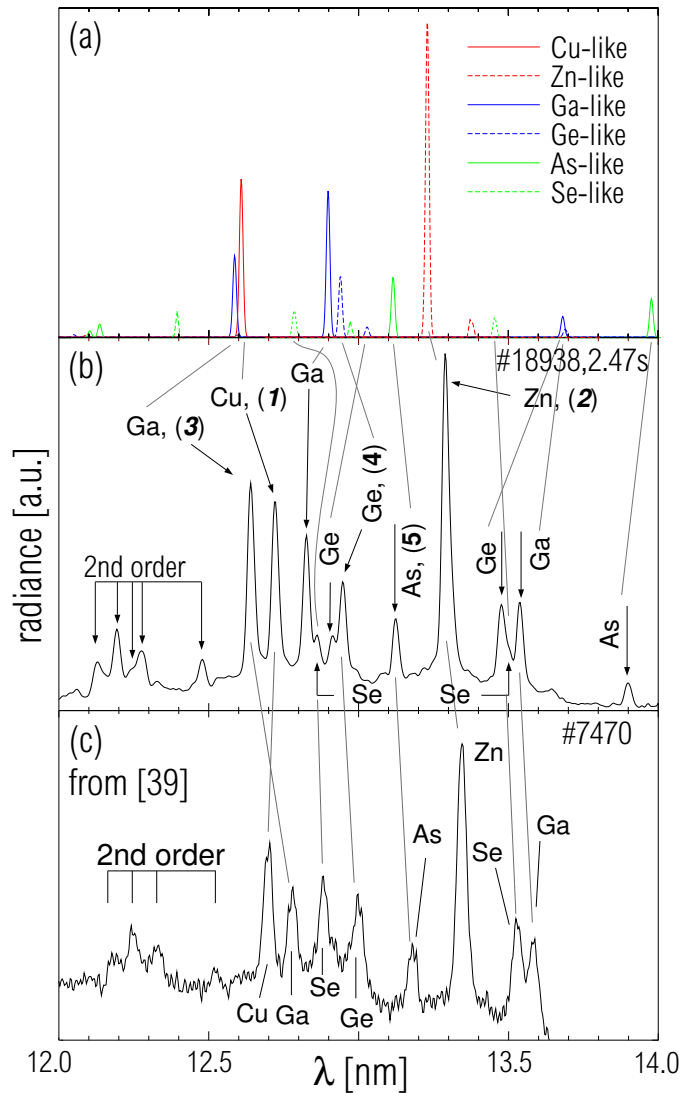 (a)
Cu-like
Zn-like
Ga-like
Ge-like
As-like
Se-like
(b)
#18938,2.47s
Ga
Cu, (1)
Zn, (2)
Ga, (3)
Ge, (4)
Ge
As, (5)
Ge
Ga
As
2nd order
Se
Se
radiance [a.u.]
(c)
#7470
from [39]
Zn
As
Ga
Se
2nd order
Cu
Ga
Se
Ge
12.0
12.5
13.0
13.5
14.0
λ [nm]